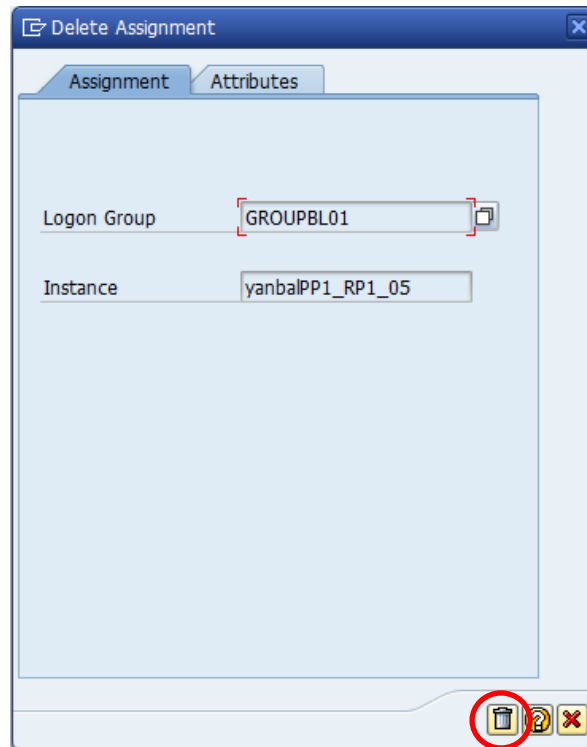 Delete Assignment
Assignment Attributes
Logon Group GROUPBL01
Instance yanbalPP1_RP1_05